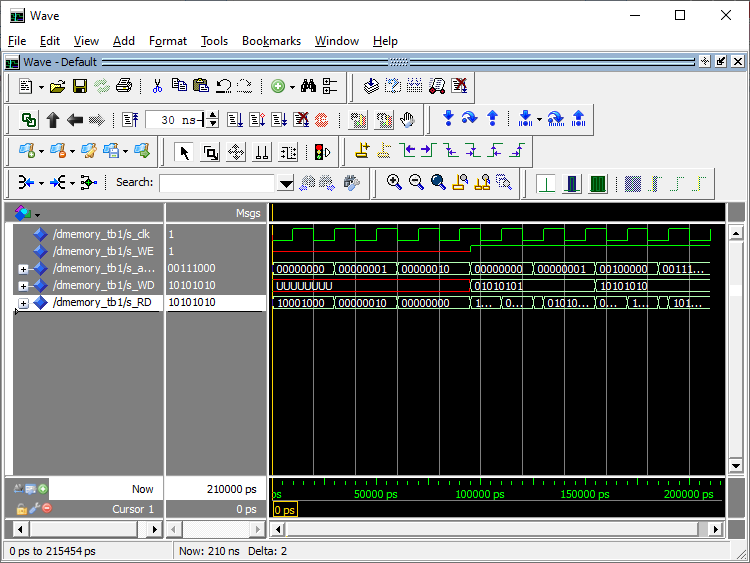 Wave
File Edit View Add Format Tools Bookmarks Window Help
Wave - Default
30 ns
Search:
Msgs
/dmemory_tb1/s_clk 1
/dmemory_tb1/s_WE 1
/dmemory_tb1/s_a... 00111000 00000000 00000001 00000010 00000000 00000001 00100000 00111...
/dmemory_tb1/s_WD 10101010 UUUUUUUU 01010101 10101010
/dmemory_tb1/s_RD 10101010 10001000 00000010 00000000 1... 0... 01010... 0... 1... 101...
Now 210000 ps ps 50000 ps 100000 ps 150000 ps 200000 ps
Cursor 1 0 ps 0 ps
0 ps to 215454 ps Now: 210 ns Delta: 2